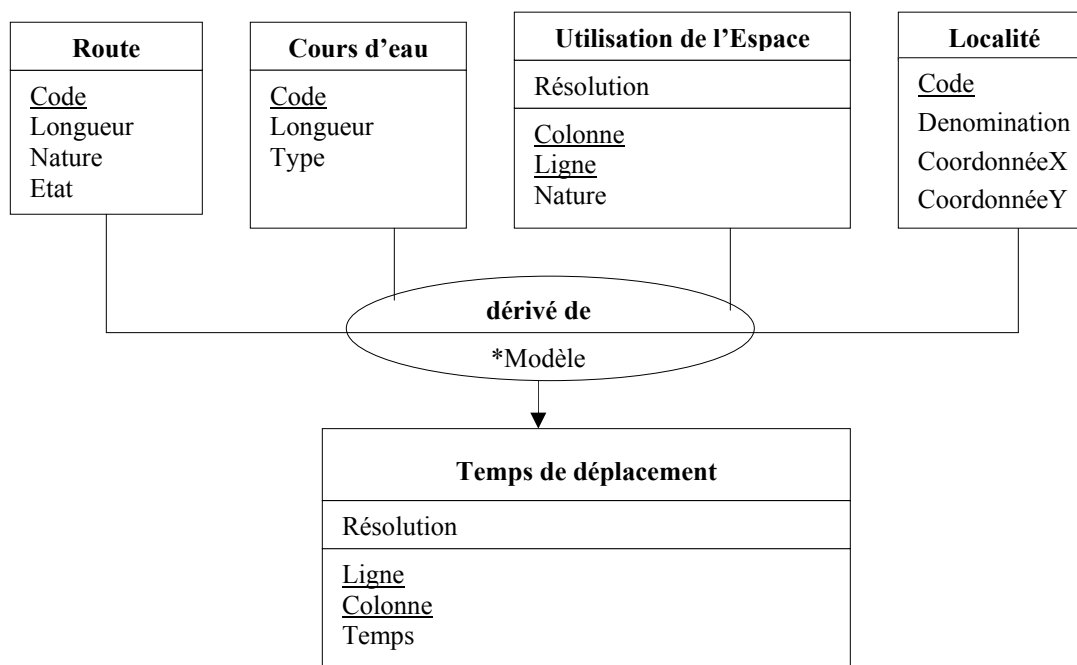 Route
Code
Longueur
Nature
Etat
Cours d'eau
Code
Longueur
Type
Utilisation de l’Espace
Résolution
Colonne
Ligne
Nature
Localité
Code
Denomination
CoordonnéeX
CoordonnéeY
dérivé de
*Modèle
Temps de déplacement
Résolution
Ligne
Colonne
Temps